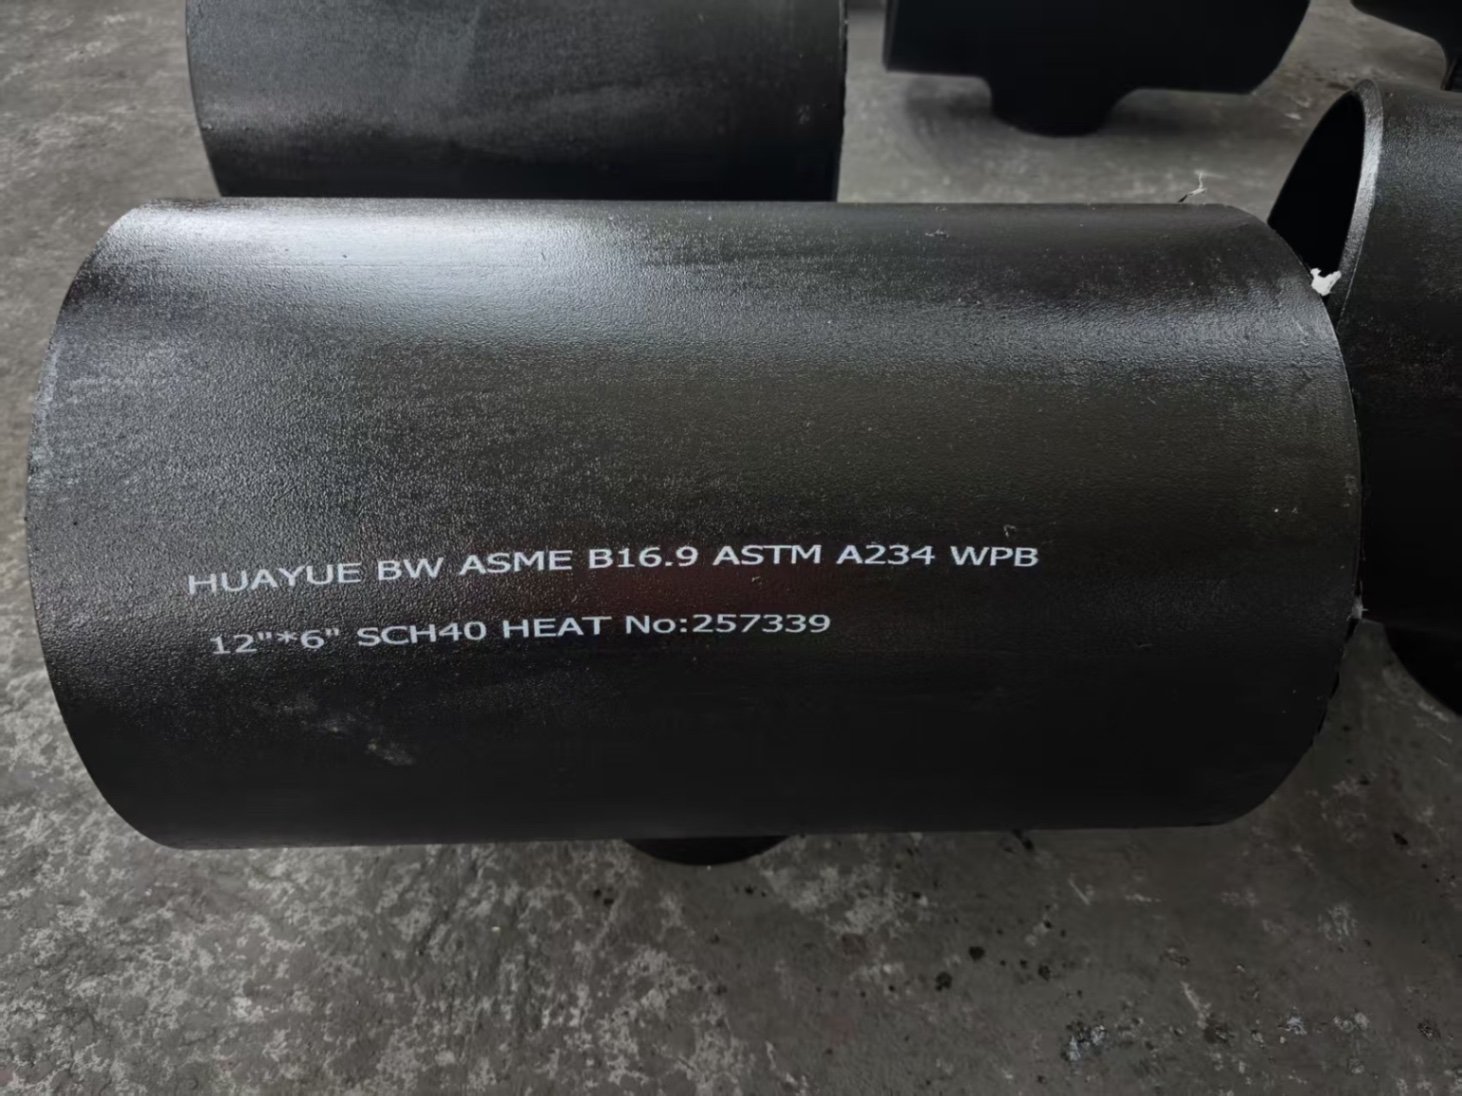 HUAYUE BW ASME B16.9 ASTM A234 WPB
12"*6" SCH40 HEAT No:257339